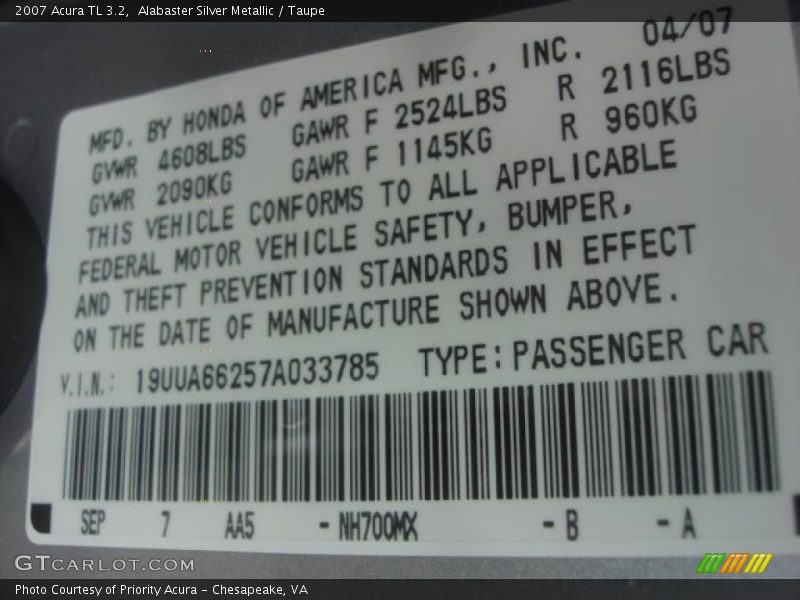 2007 Acura TL 3.2,  Alabaster Silver Metallic / Taupe
04/07
MFD. BY HONDA OF AMERICA MFG., INC.
GVWR 4608LBS GAWR F 2524LBS R 2116LBS
GVWR 2090KG GAWR F 1145KG R 960KG
THIS VEHICLE CONFORMS TO ALL APPLICABLE
FEDERAL MOTOR VEHICLE SAFETY, BUMPER,
AND THEFT PREVENTION STANDARDS IN EFFECT
ON THE DATE OF MANUFACTURE SHOWN ABOVE.
V.I.N.: 19UUA66257A033785 TYPE: PASSENGER CAR
SEP 7 AA5 - NH700MX - B - A
GTCARLOT.COM
Photo Courtesy of Priority Acura – Chesapeake, VA